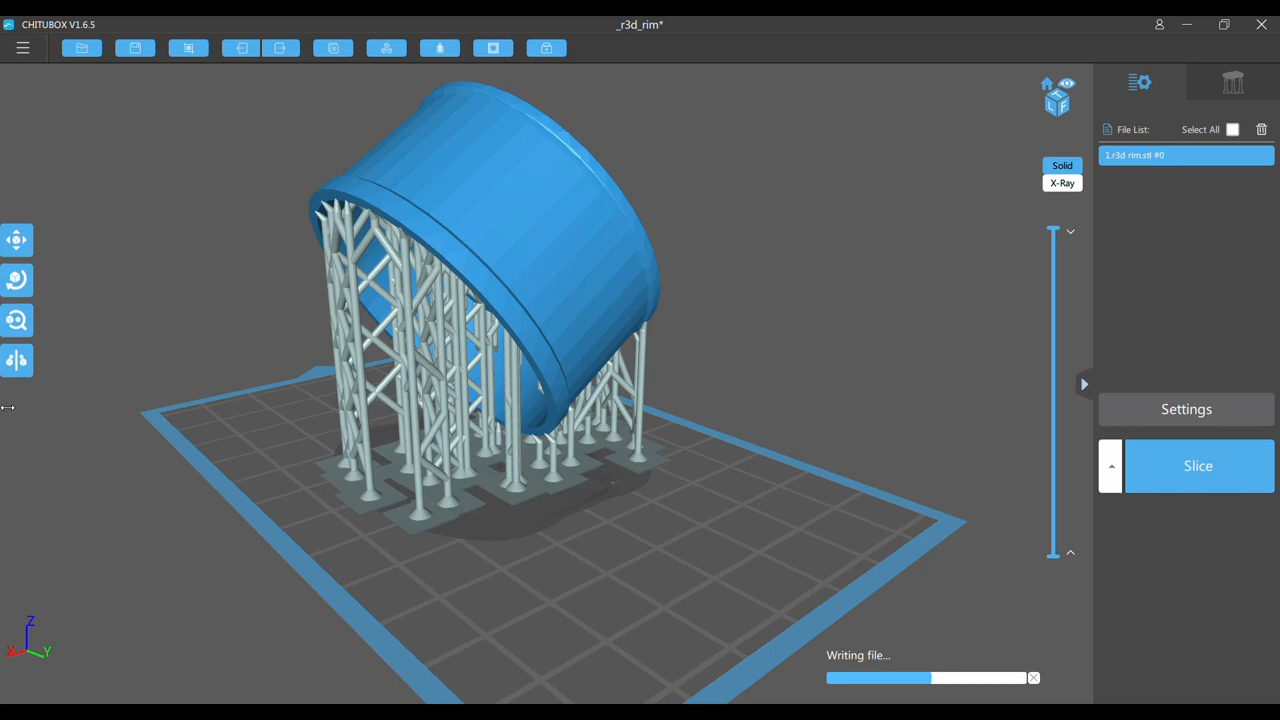 CHITUBOX V1.6.5
_r3d_rim*
T
L F
File List:
Select All
1.r3d rim.stl #0
Solid
X-Ray
Settings
Slice
Z
X
Y
Writing file...